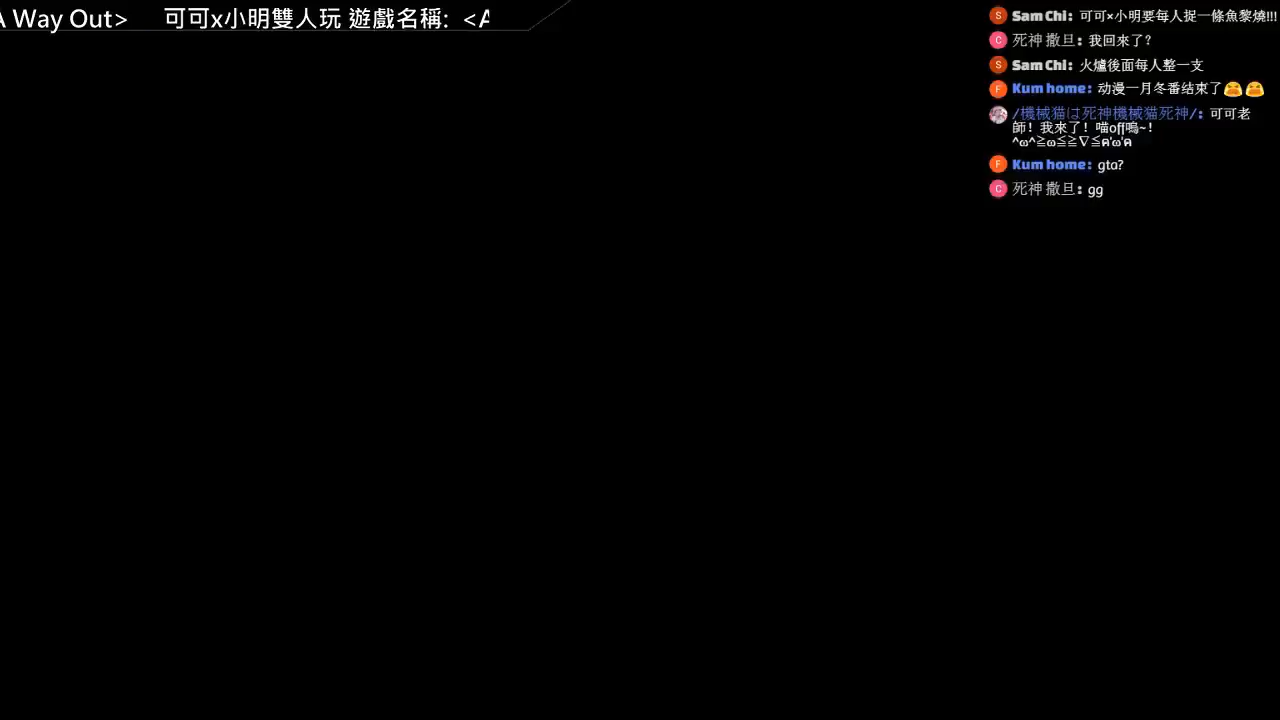 A Way Out> 可可x小明雙人玩 遊戲名稱: <A
Sam Chi: 可可×小明要每人捉一條魚黎燒!!!
死神 撒旦: 我回來了?
Sam Chi: 火爐後面每人整一支
Kum home: 动漫一月冬番结束了😫😫
/機械猫は死神機械猫死神/: 可可老
師! 我來了! 喵off嗚~!
^ω^≧ω≦≧∇≦ฅ'ω'ฅ
Kum home: gta?
死神 撒旦: gg